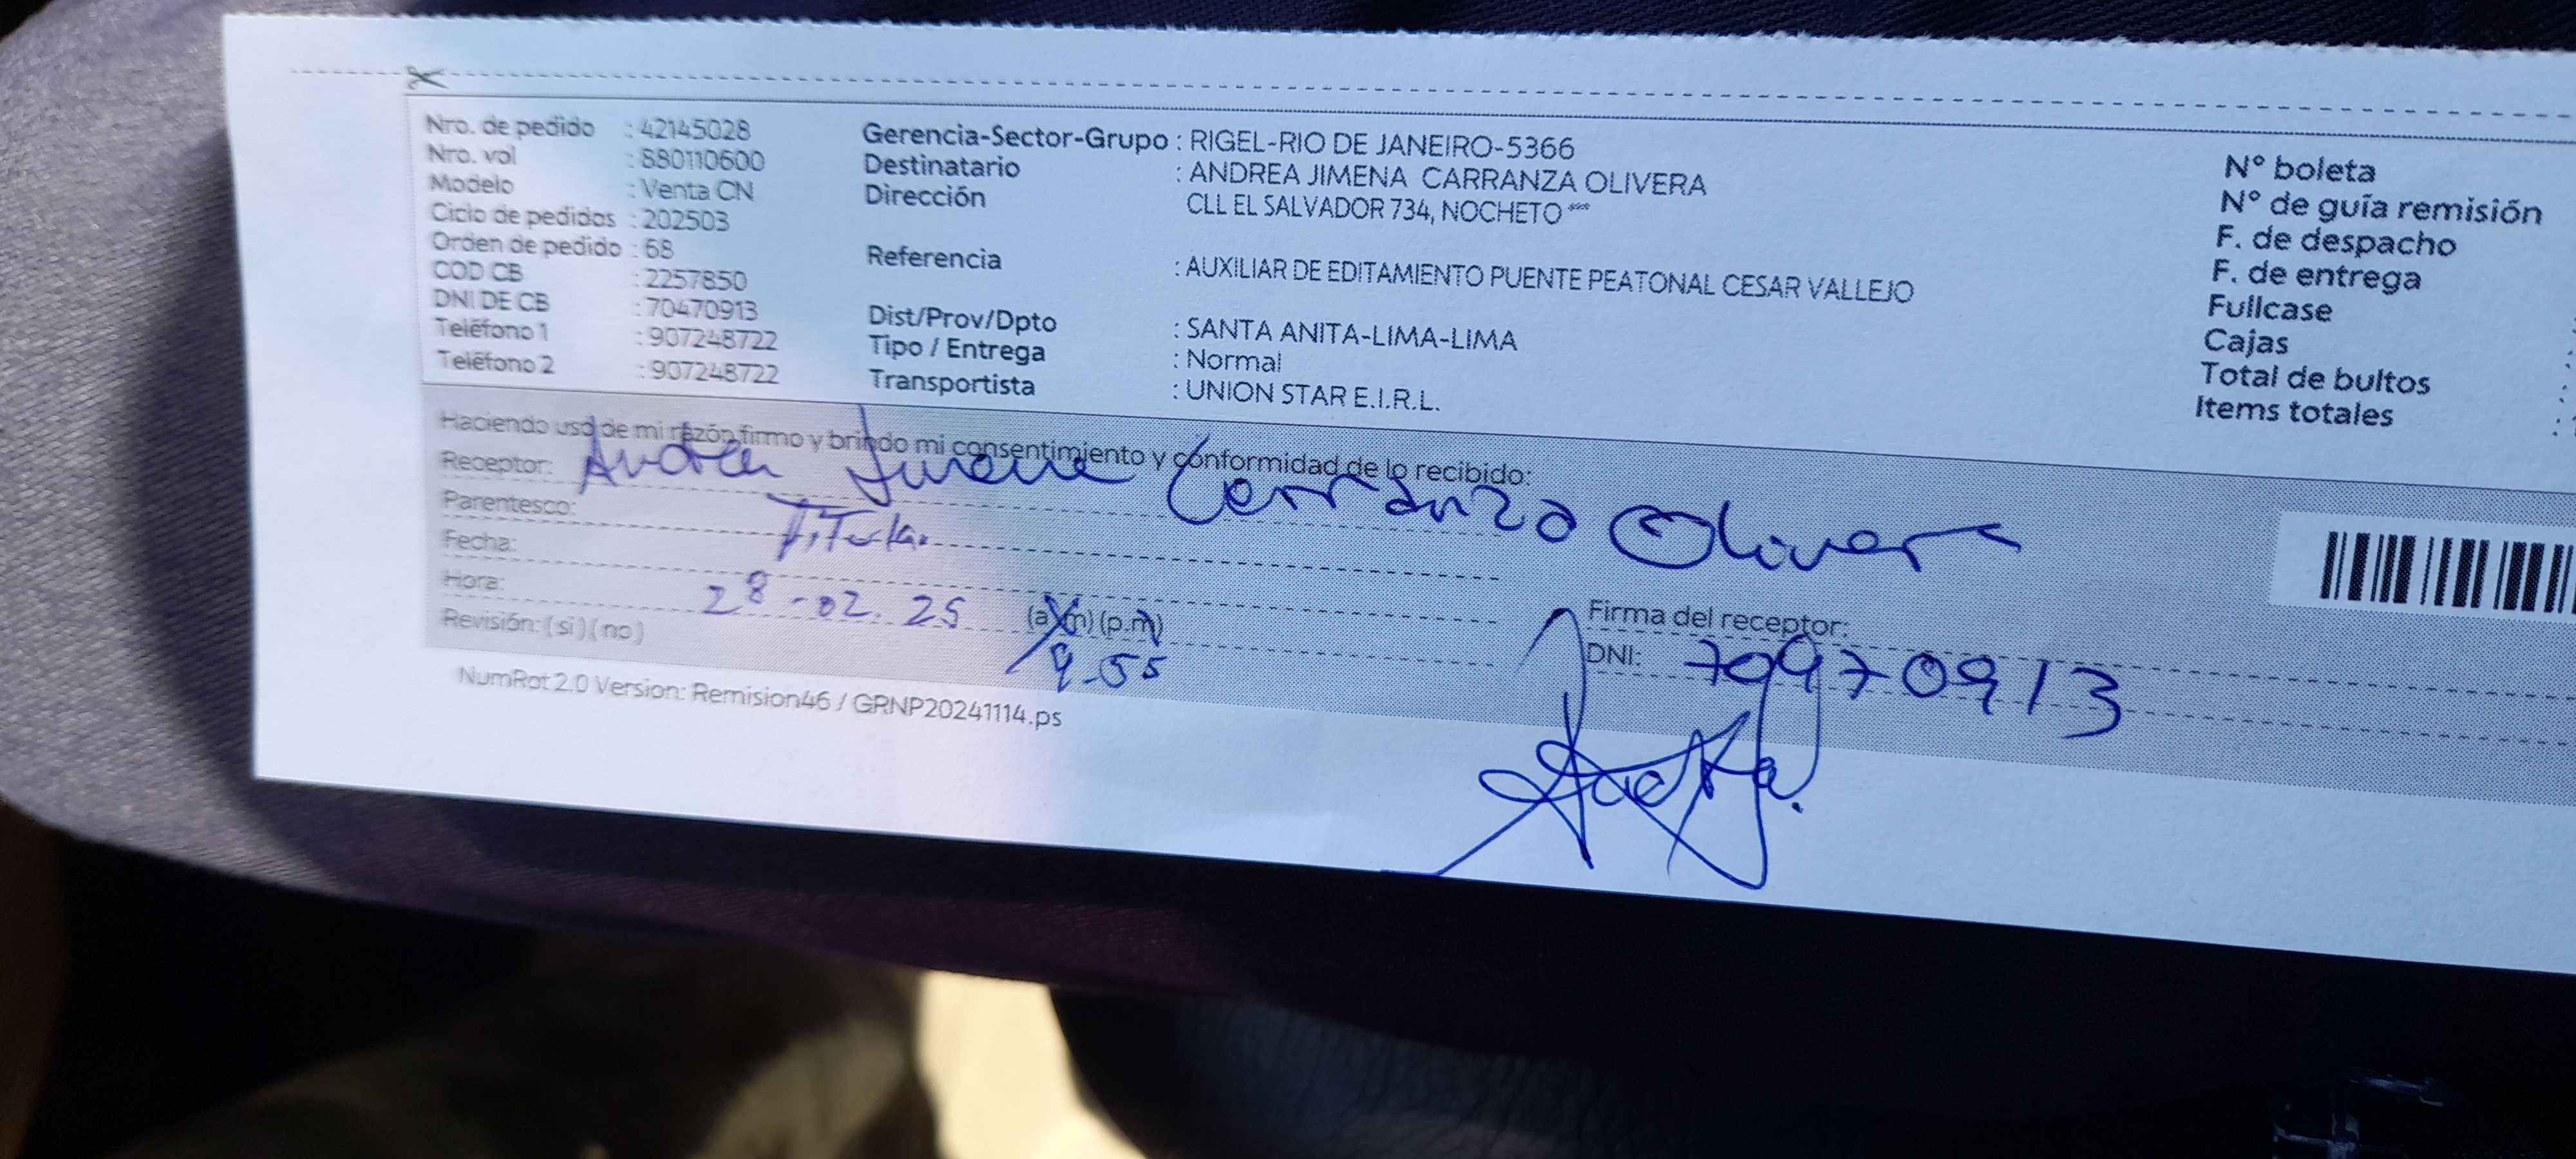 Nro. de pedido : 42145028
Nro. vol : 880110600
Modelo : Venta CN
Ciclo de pedidos : 202503
Orden de pedido : 68
COD CB : 2257850
DNI DE CB : 70470913
Teléfono 1 : 907248722
Teléfono 2 : 907248722
Gerencia-Sector-Grupo : RIGEL-RIO DE JANEIRO-5366
Destinatario : ANDREA JIMENA CARRANZA OLIVERA
Dirección CLL EL SALVADOR 734, NOCHETO ***
Referencia : AUXILIAR DE EDITAMIENTO PUENTE PEATONAL CESAR VALLEJO
Dist/Prov/Dpto : SANTA ANITA-LIMA-LIMA
Tipo / Entrega : Normal
Transportista : UNION STAR E.I.R.L.
N° boleta
N° de guía remisión
F. de despacho
F. de entrega
Fullcase
Cajas :
Total de bultos :
Items totales :
Haciendo uso de mi razón firmo y brindo mi consentimiento y conformidad de lo recibido:
Receptor: Andrea Jimena Carranza Olivera
Parentesco: Titular
Fecha: 28-02.25
Hora: (a.m) (p.m) 9-55
Revisión: ( si ) ( no )
Firma del receptor:
DNI: 70970913
NumRot 2.0 Version: Remision46 / GRNP20241114.ps